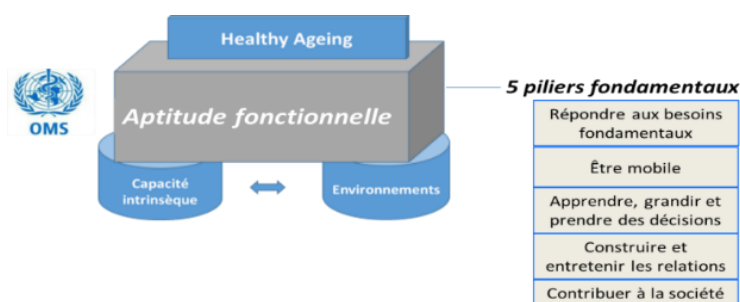 Healthy Ageing
Aptitude fonctionnelle
OMS
Capacité
intrinsèque
Environnements
5 piliers fondamentaux
Répondre aux besoins
fondamentaux
Être mobile
Apprendre, grandir et
prendre des décisions
Construire et
entretenir les relations
Contribuer à la société